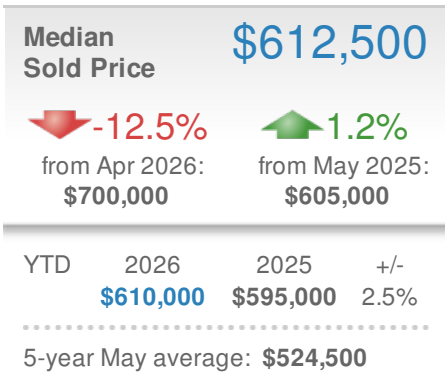 Median
Sold Price
$612,500
-12.5%
from Apr 2026:
$700,000
1.2%
from May 2025:
$605,000
YTD 2026 2025 +/-
$610,000 $595,000 2.5%
5-year May average: $524,500